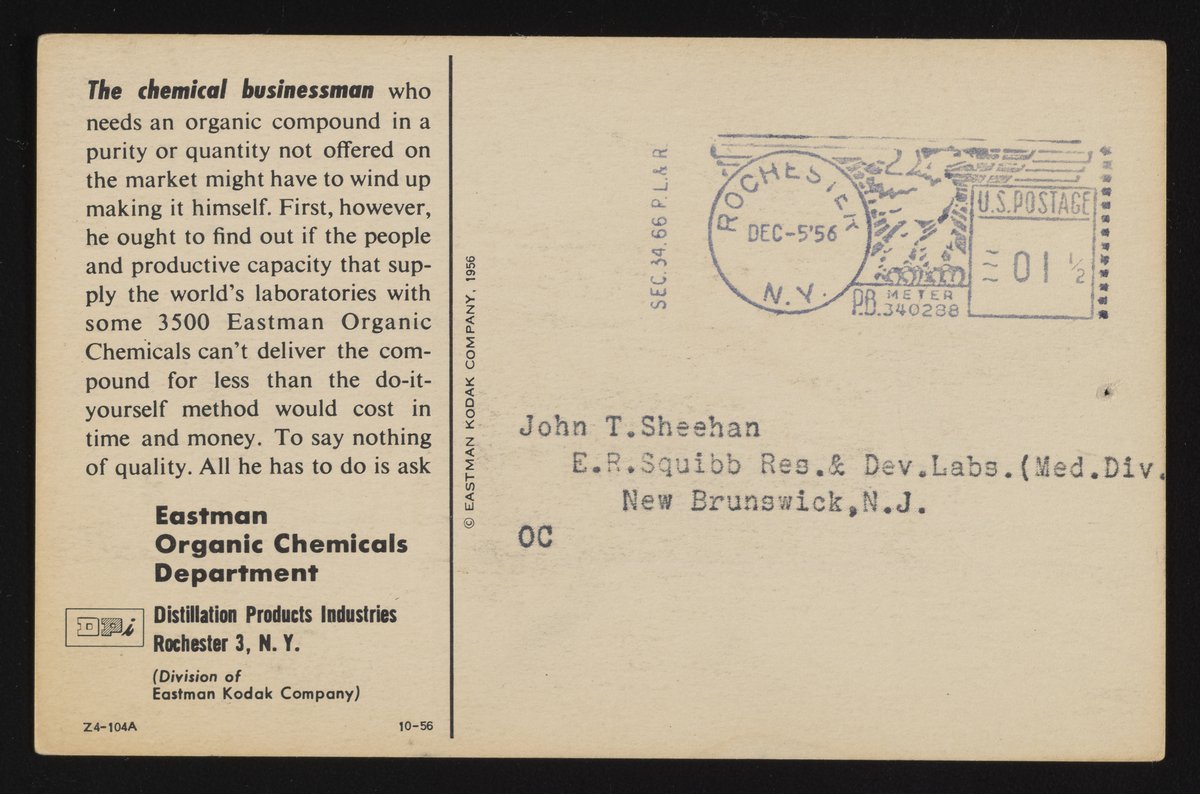 The chemical businessman who
needs an organic compound in a
purity or quantity not offered on
the market might have to wind up
making it himself. First, however,
he ought to find out if the people
and productive capacity that sup-
ply the world's laboratories with
some 3500 Eastman Organic
Chemicals can't deliver the com-
pound for less than the do-it-
yourself method would cost in
time and money. To say nothing
of quality. All he has to do is ask
Eastman
Organic Chemicals
Department
DPi
Distillation Products Industries
Rochester 3, N. Y.
(Division of
Eastman Kodak Company)
Z4-104A 10-56
© EASTMAN KODAK COMPANY, 1956
SEC. 34.66 P. L. & R.
ROCHESTER
DEC-5'56
N. Y.
P.B. METER
340288
U.S. POSTAGE
01 1/2
John T.Sheehan
E.R.Squibb Res.& Dev.Labs.(Med.Div.
New Brunswick,N.J.
OC